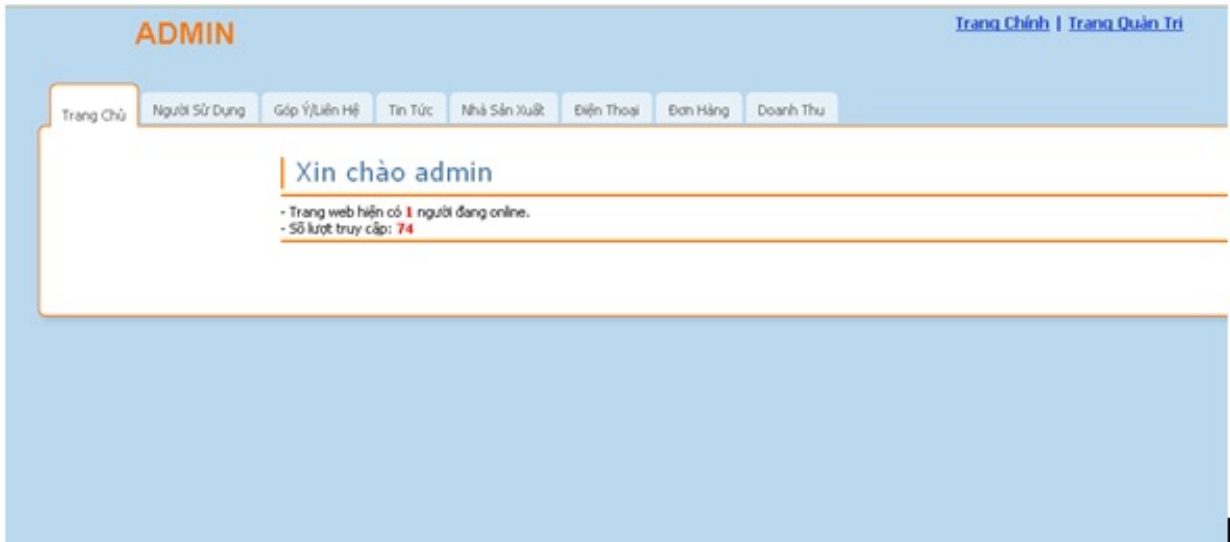 ADMIN
Trang Chính | Trang Quản Trị
Trang Chủ
Người Sử Dụng
Góp Ý/Liên Hệ
Tin Tức
Nhà Sản Xuất
Điện Thoại
Đơn Hàng
Doanh Thu
Xin chào admin
- Trang web hiện có 1 người đang online.
- Số lượt truy cập: 74